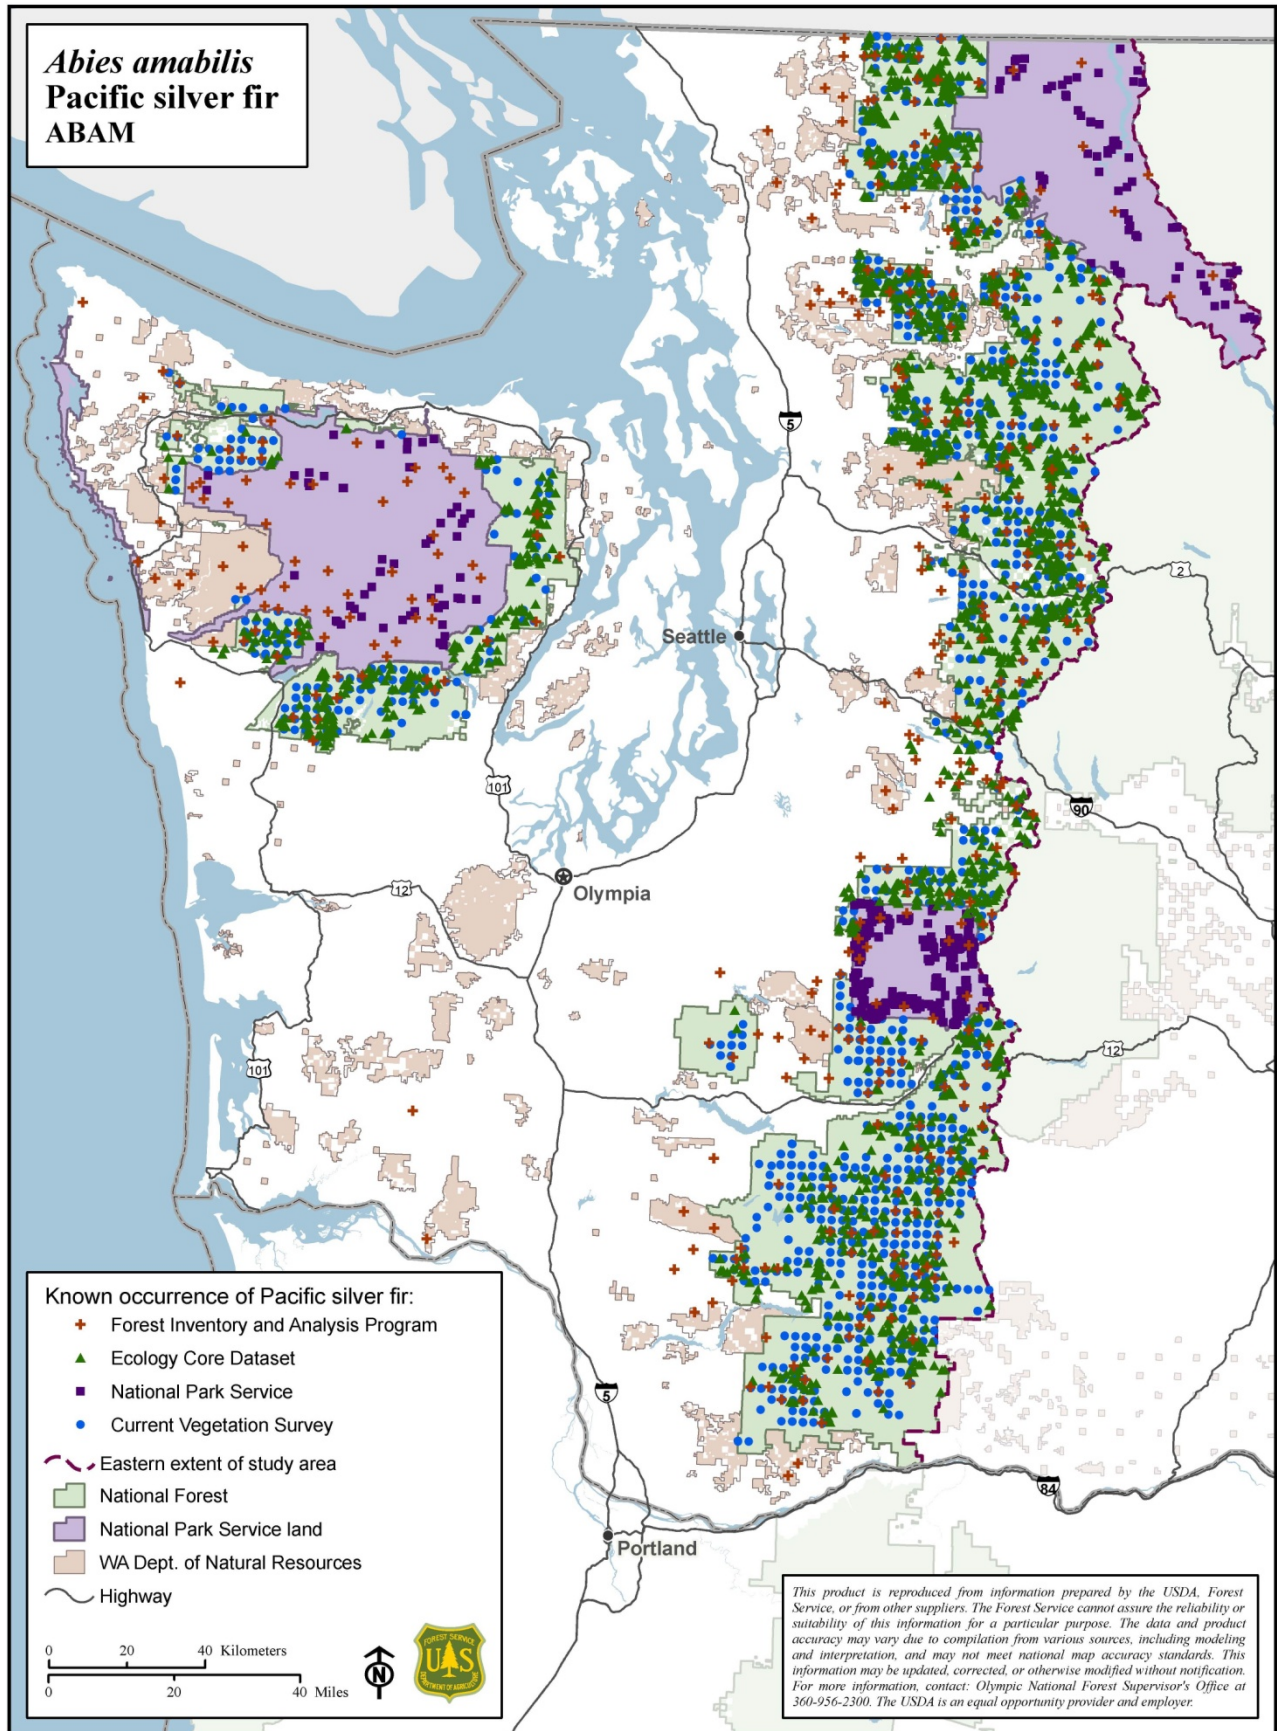 Abies amabilis
Pacific silver fir
ABAM
5
2
Seattle
101
90
12
Olympia
101
12
Known occurrence of Pacific silver fir:
Forest Inventory and Analysis Program
Ecology Core Dataset
National Park Service
Current Vegetation Survey
Eastern extent of study area
National Forest
National Park Service land
WA Dept. of Natural Resources
Highway
0 20 40 Kilometers
0 20 40 Miles
N
FOREST SERVICE
US
DEPARTMENT OF AGRICULTURE
5
84
Portland
This product is reproduced from information prepared by the USDA, Forest
Service, or from other suppliers. The Forest Service cannot assure the reliability or
suitability of this information for a particular purpose. The data and product
accuracy may vary due to compilation from various sources, including modeling
and interpretation, and may not meet national map accuracy standards. This
information may be updated, corrected, or otherwise modified without notification.
For more information, contact: Olympic National Forest Supervisor's Office at
360-956-2300. The USDA is an equal opportunity provider and employer.